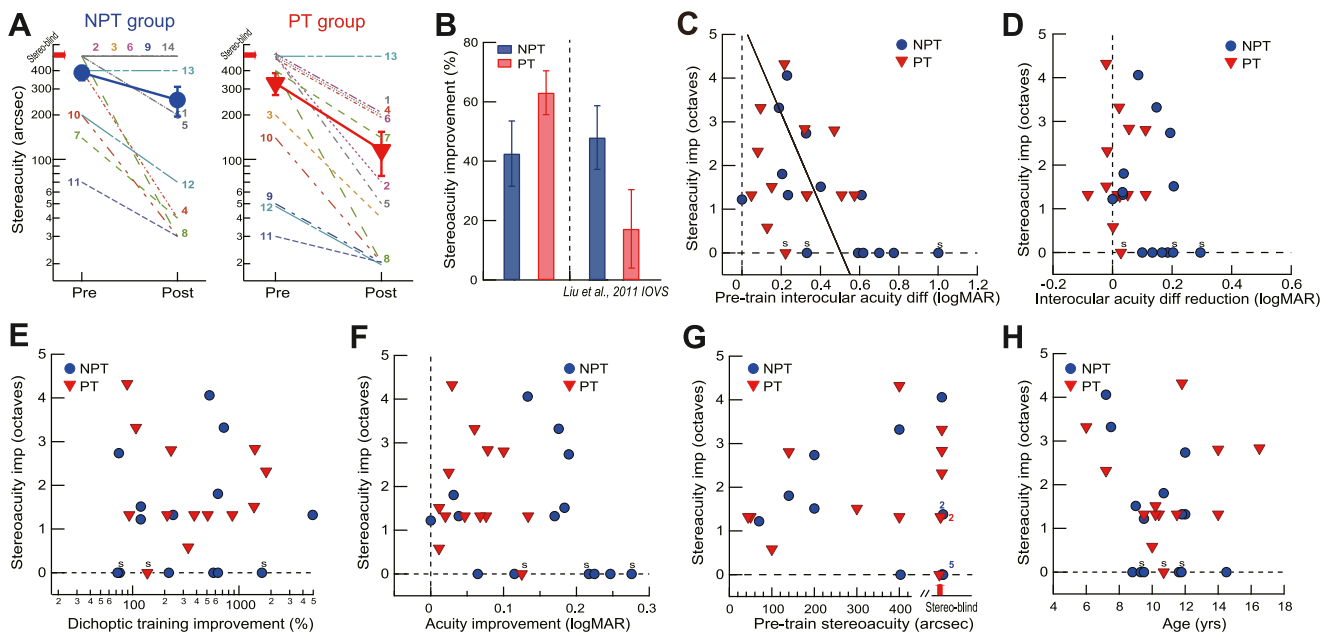 A
NPT group
PT group
Stereo-blind
Stereo-blind
Stereacuity (arcsec)
400
300
100
6
5
4
3
2
2 3 6 9 14
13
10
7
11
1
5
12
4
8
Pre
Post
400
300
200
100
6
5
4
3
2
3
10
9
12
11
13
1
4
6
7
2
5
8
Pre
Post
B
Stereoacuity improvement (%)
80
60
40
20
0
NPT
PT
Liu et al., 2011 IOVS
C
Stereoacuity imp (octaves)
5
4
3
2
1
0
NPT
PT
s
s
s
0.0 0.2 0.4 0.6 0.8 1.0 1.2
Pre-train interocular acuity diff (logMAR)
D
Stereoacuity imp (octaves)
5
4
3
2
1
0
NPT
PT
s
s
s
-0.2 0.0 0.2 0.4 0.6
Interocular acuity diff reduction (logMAR)
E
Stereoacuity imp (octaves)
5
4
3
2
1
0
NPT
PT
s
s
s
2 3 4 5 6 100 2 3 4 5 6 1000 2 3 4 5
Dichoptic training improvement (%)
F
Stereoacuity imp (octaves)
5
4
3
2
1
0
NPT
PT
s
s
s
0 0.1 0.2 0.3
Acuity improvement (logMAR)
G
Stereoacuity imp (octaves)
5
4
3
2
1
0
NPT
PT
2
2
5
0 100 200 300 400 // Stereo-blind
Pre-train stereoacuity (arcsec)
H
Stereoacuity imp (octaves)
5
4
3
2
1
0
NPT
PT
s
s
s
4 6 8 10 12 14 16 18
Age (yrs)